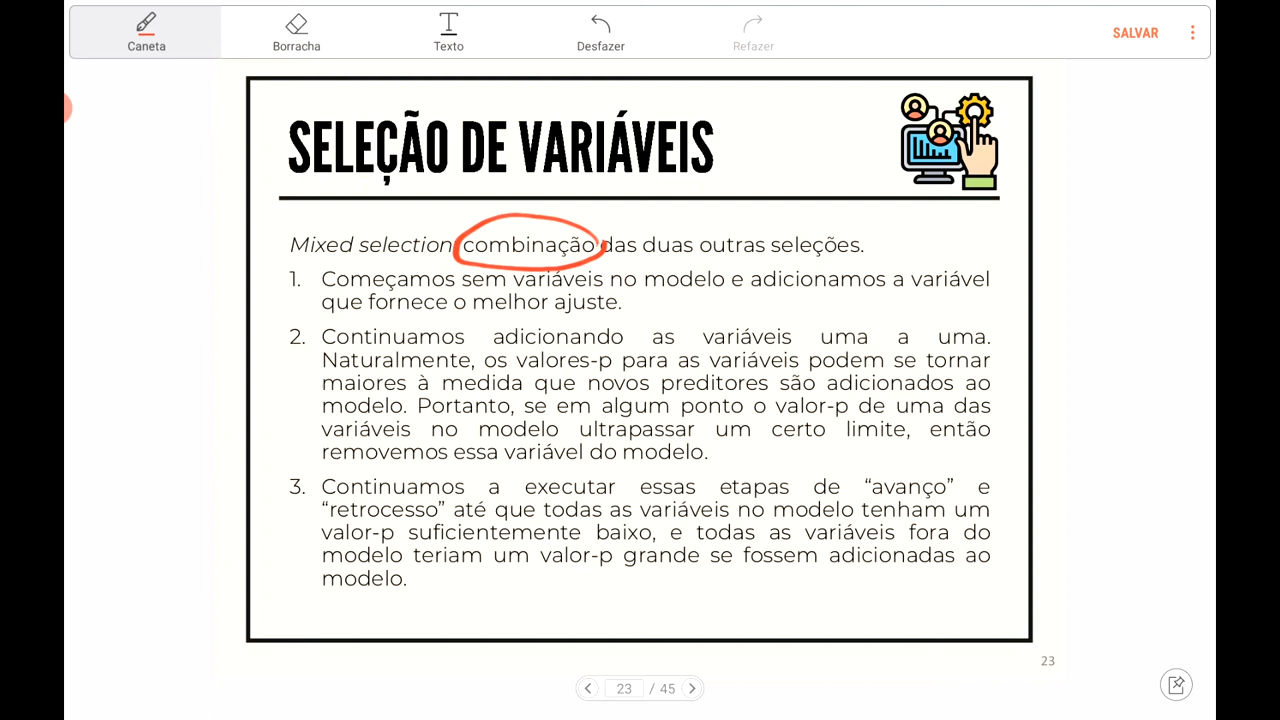 Caneta
Borracha
Texto
Desfazer
Refazer
SALVAR
SELEÇÃO DE VARIÁVEIS
Mixed selection combinação das duas outras seleções.
1. Começamos sem variáveis no modelo e adicionamos a variável
que fornece o melhor ajuste.
2. Continuamos adicionando as variáveis uma a uma.
Naturalmente, os valores-p para as variáveis podem se tornar
maiores à medida que novos preditores são adicionados ao
modelo. Portanto, se em algum ponto o valor-p de uma das
variáveis no modelo ultrapassar um certo limite, então
removemos essa variável do modelo.
3. Continuamos a executar essas etapas de “avanço” e
“retrocesso” até que todas as variáveis no modelo tenham um
valor-p suficientemente baixo, e todas as variáveis fora do
modelo teriam um valor-p grande se fossem adicionadas ao
modelo.
23
23 / 45